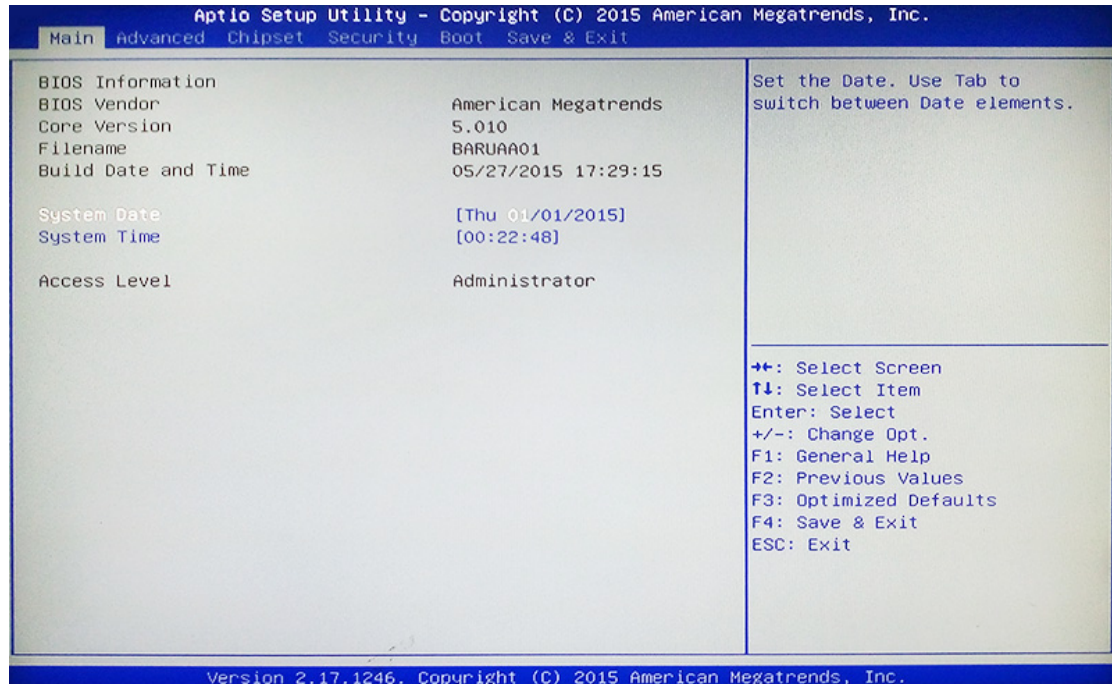 Aptio Setup Utility – Copyright (C) 2015 American Megatrends, Inc.
Main Advanced Chipset Security Boot Save & Exit
BIOS Information
BIOS Vendor American Megatrends
Core Version 5.010
Filename BARUAA01
Build Date and Time 05/27/2015 17:29:15
System Date [Thu 01/01/2015]
System Time [00:22:48]
Access Level Administrator
Set the Date. Use Tab to
switch between Date elements.
→←: Select Screen
↑↓: Select Item
Enter: Select
+/-: Change Opt.
F1: General Help
F2: Previous Values
F3: Optimized Defaults
F4: Save & Exit
ESC: Exit
Version 2.17.1246. Copyright (C) 2015 American Megatrends, Inc.